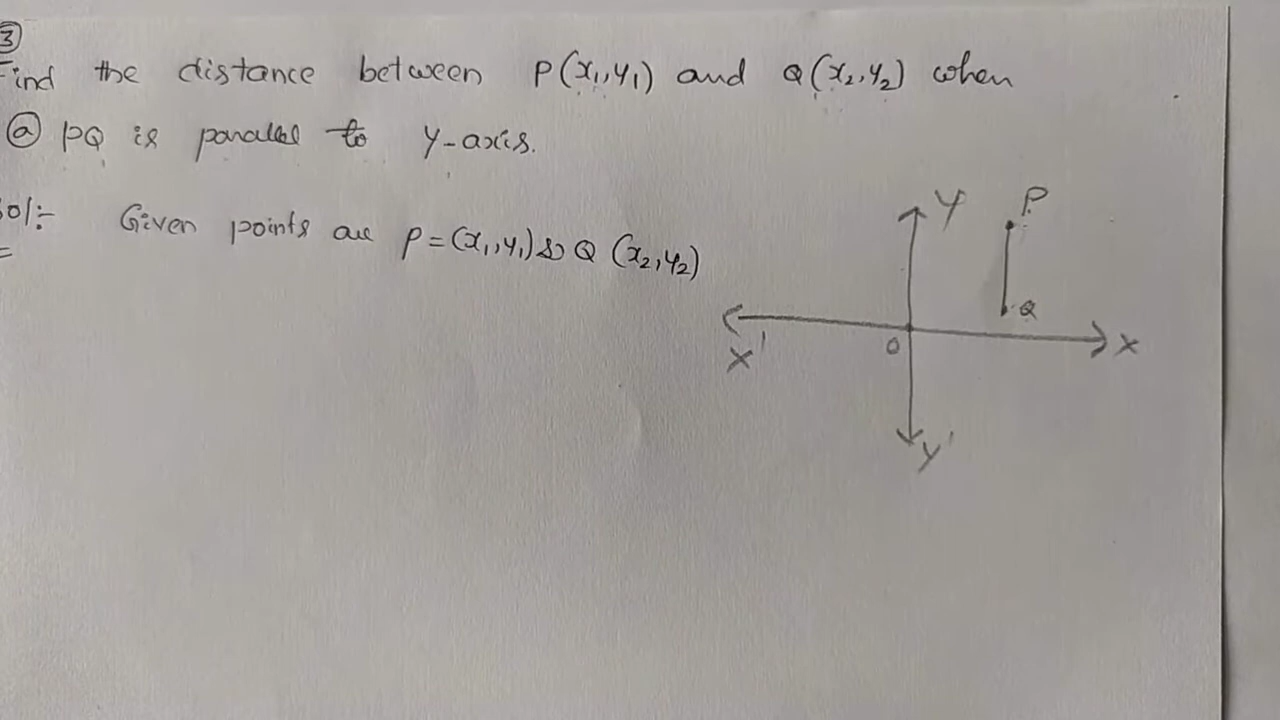 3
Find the distance between P(x₁,y₁) and Q(x₂,y₂) when
ⓐ PQ is parallel to Y-axis.
Sol:- Given points are P=(x₁,y₁) & Q (x₂,y₂)
Y P
Q
X' O X
Y'